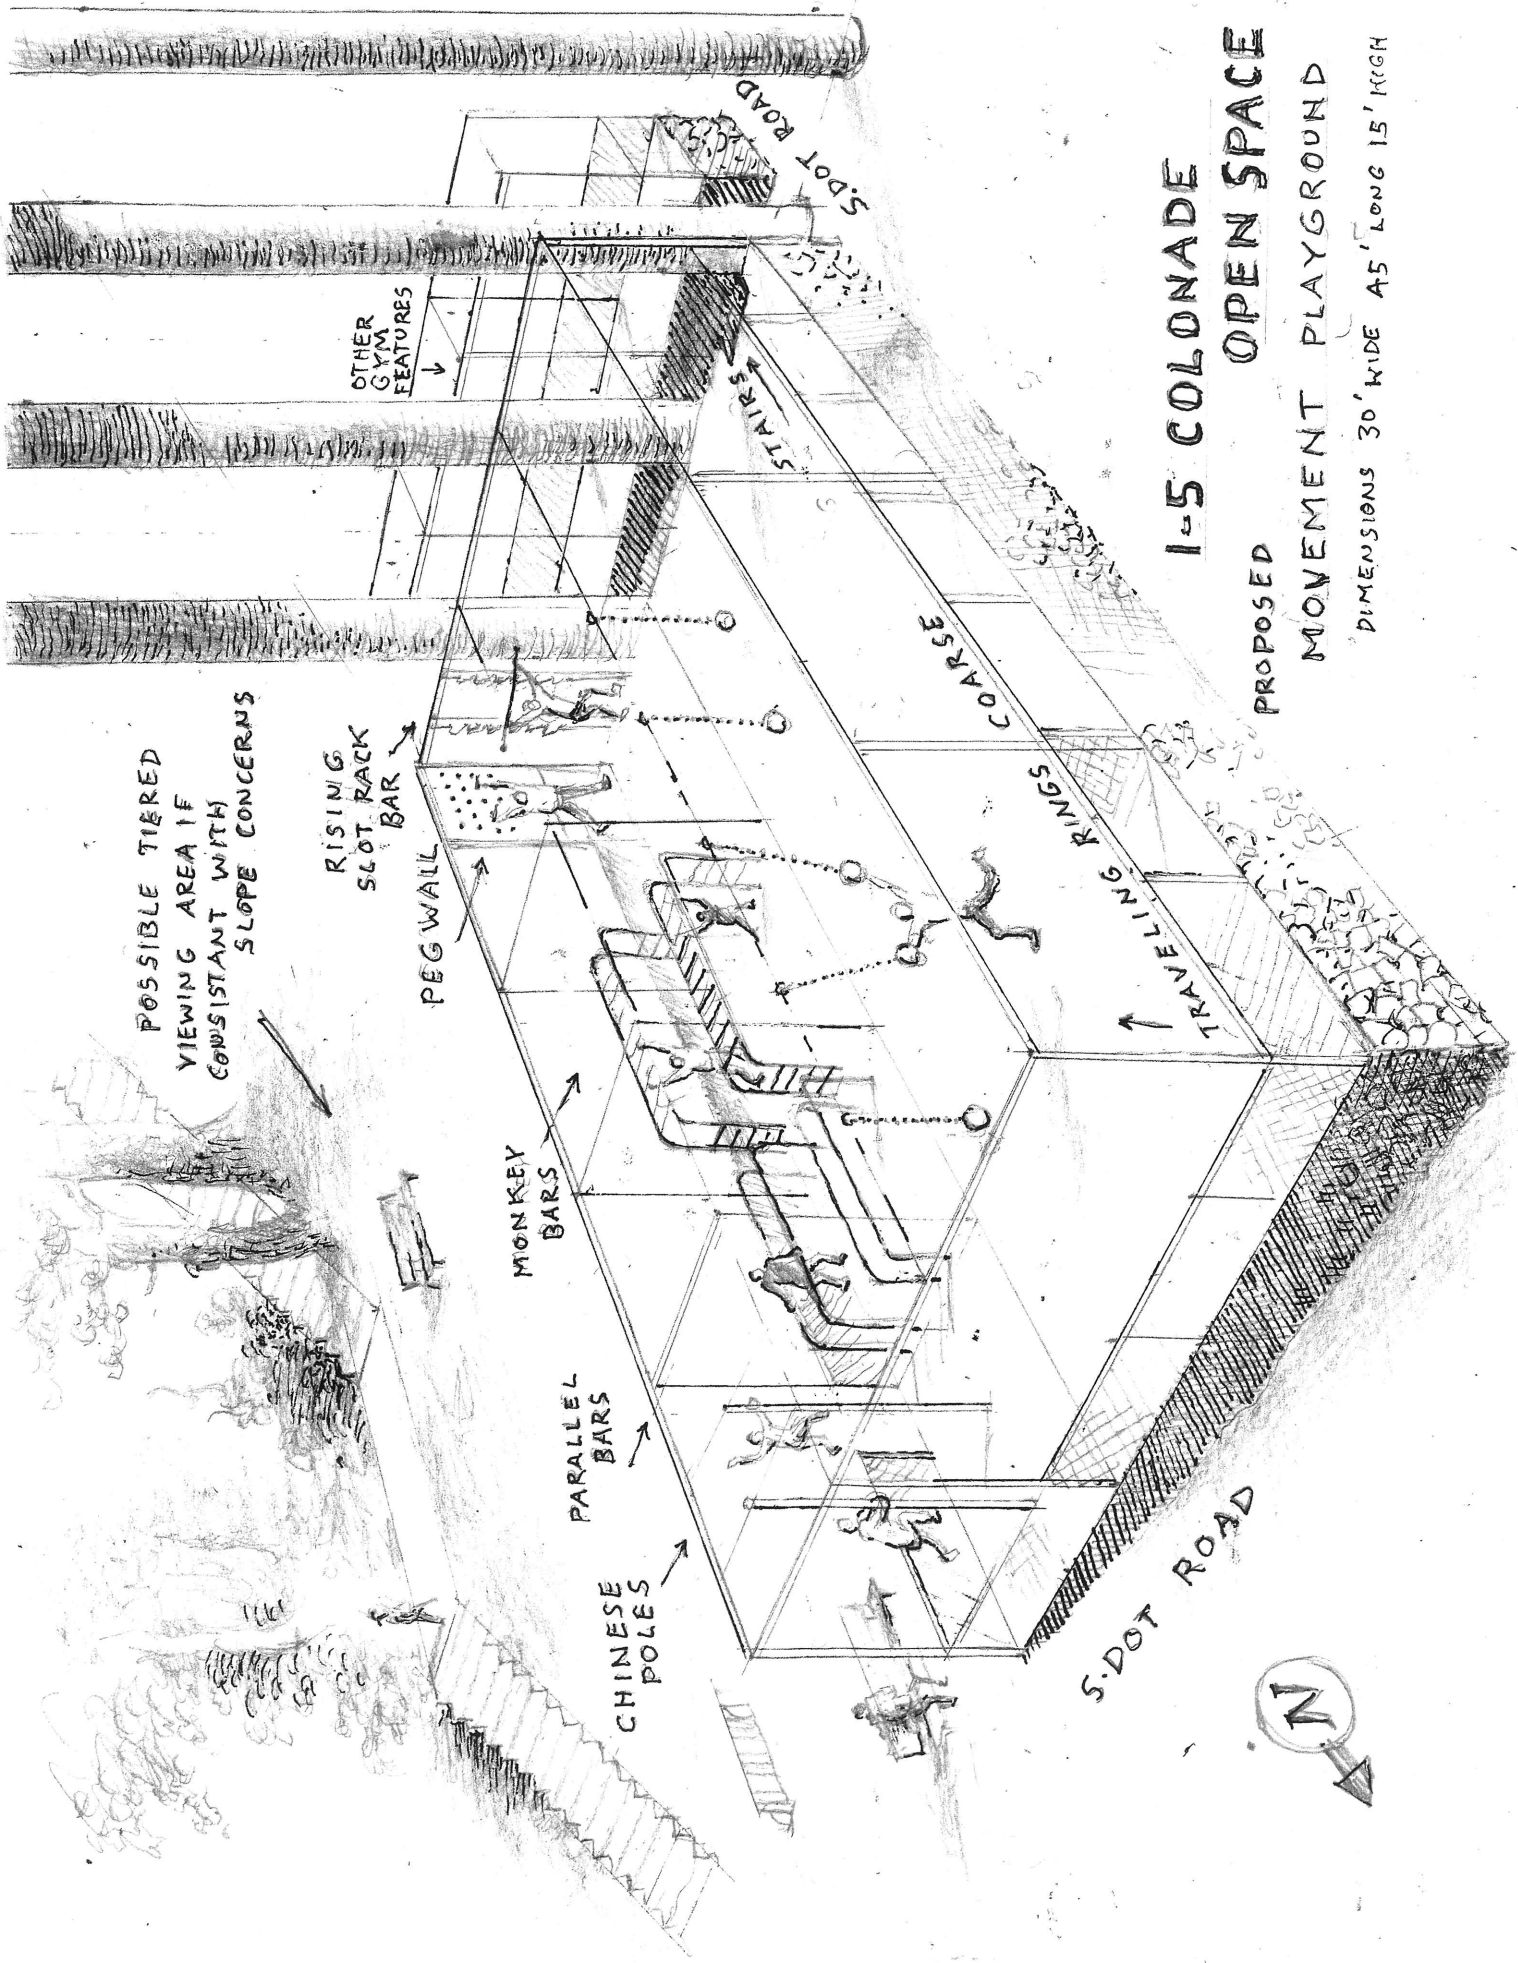 POSSIBLE TIERED
VIEWING AREA IF
CONSISTANT WITH
SLOPE CONCERNS
OTHER
GYM
FEATURES
RISING
SLOT RACK
BAR
PEGWALL
MONKEY
BARS
PARALLEL
BARS
CHINESE
POLES
S.DOT ROAD
STAIRS
TRAVELING RINGS COARSE
S.DOT ROAD
N
I-5 COLONADE
OPEN SPACE
PROPOSED
MOVEMENT PLAYGROUND
DIMENSIONS 30' WIDE 45' LONG 15' HIGH